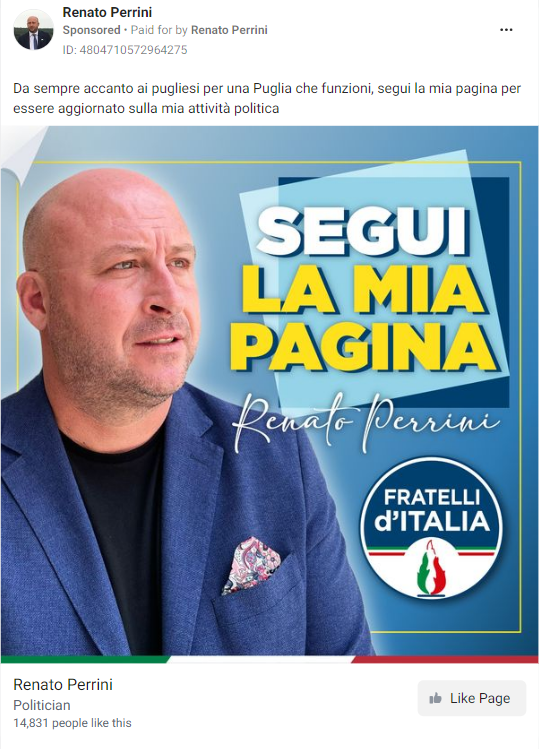 Renato Perrini
Sponsored • Paid for by Renato Perrini
ID: 4804710572964275
Da sempre accanto ai pugliesi per una Puglia che funzioni, segui la mia pagina per
essere aggiornato sulla mia attività politica
SEGUI
LA MIA
PAGINA
Renato Perrini
FRATELLI
d'ITALIA
Renato Perrini
Politician
14,831 people like this
Like Page